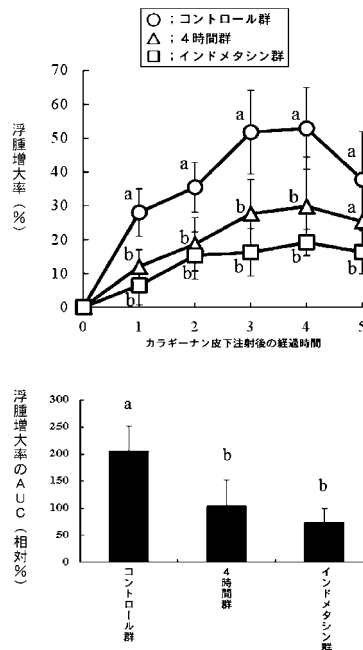 ○ ；コントロール群
△ ；４時間群
□ ；インドメタシン群
浮腫増大率（％）
70
60
50
40
30
20
10
0
a
a
a
a
a
b
b
b
b
a
b
b
b
b
b
0 1 2 3 4 5
カラギーナン皮下注射後の経過時間
浮腫増大率のＡＵＣ（相対％）
300
250
200
150
100
50
0
a
b
b
コントロール群
４時間群
インドメタシン群